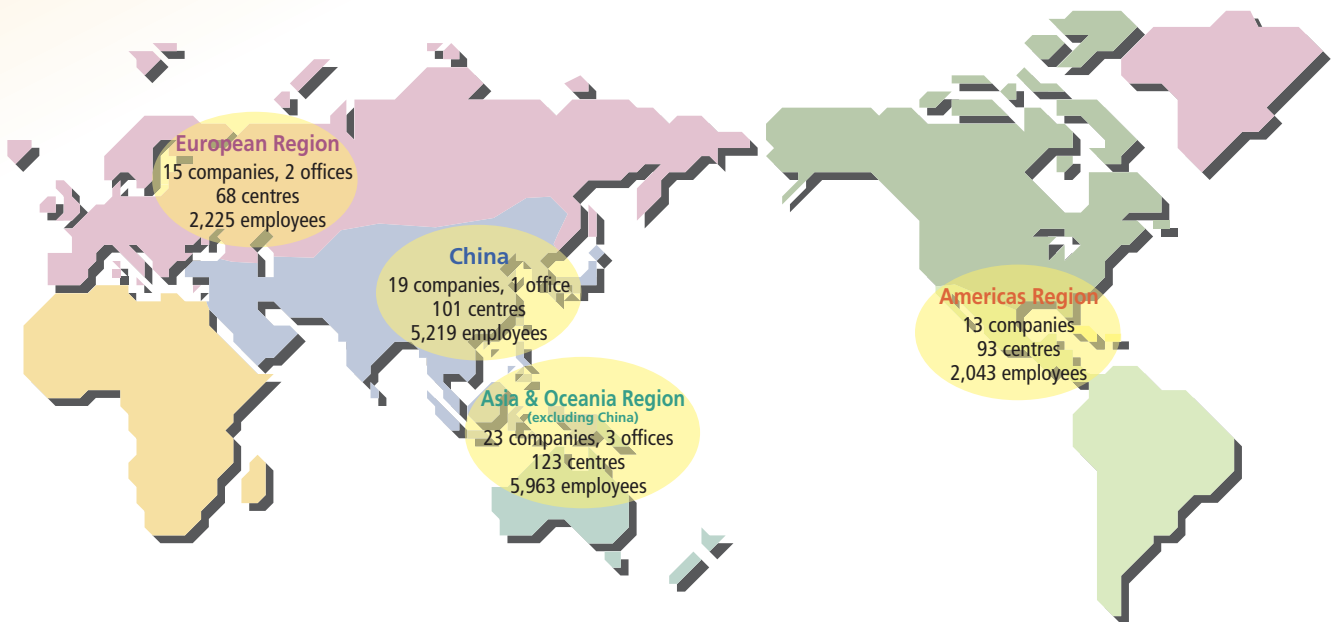 European Region
15 companies, 2 offices
68 centres
2,225 employees
China
19 companies, 1 office
101 centres
5,219 employees
Asia & Oceania Region
(excluding China)
23 companies, 3 offices
123 centres
5,963 employees
Americas Region
13 companies
93 centres
2,043 employees